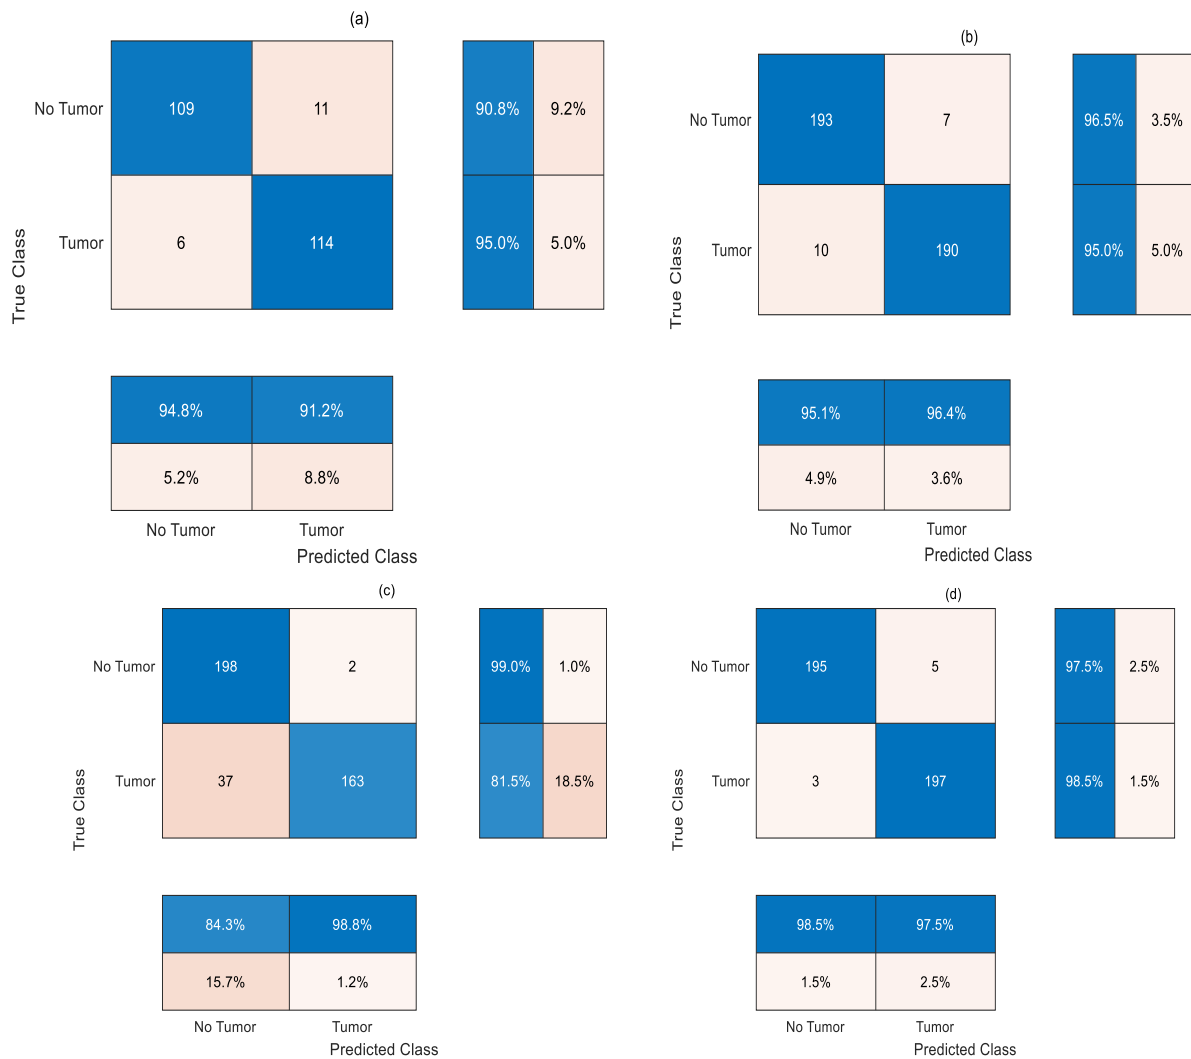 (a)
No Tumor 109 11 90.8% 9.2%
Tumor 6 114 95.0% 5.0%
True Class
94.8% 91.2%
5.2% 8.8%
No Tumor Tumor
Predicted Class
(b)
No Tumor 193 7 96.5% 3.5%
Tumor 10 190 95.0% 5.0%
True Class
95.1% 96.4%
4.9% 3.6%
No Tumor Tumor
Predicted Class
(c)
No Tumor 198 2 99.0% 1.0%
Tumor 37 163 81.5% 18.5%
True Class
84.3% 98.8%
15.7% 1.2%
No Tumor Tumor
Predicted Class
(d)
No Tumor 195 5 97.5% 2.5%
Tumor 3 197 98.5% 1.5%
True Class
98.5% 97.5%
1.5% 2.5%
No Tumor Tumor
Predicted Class